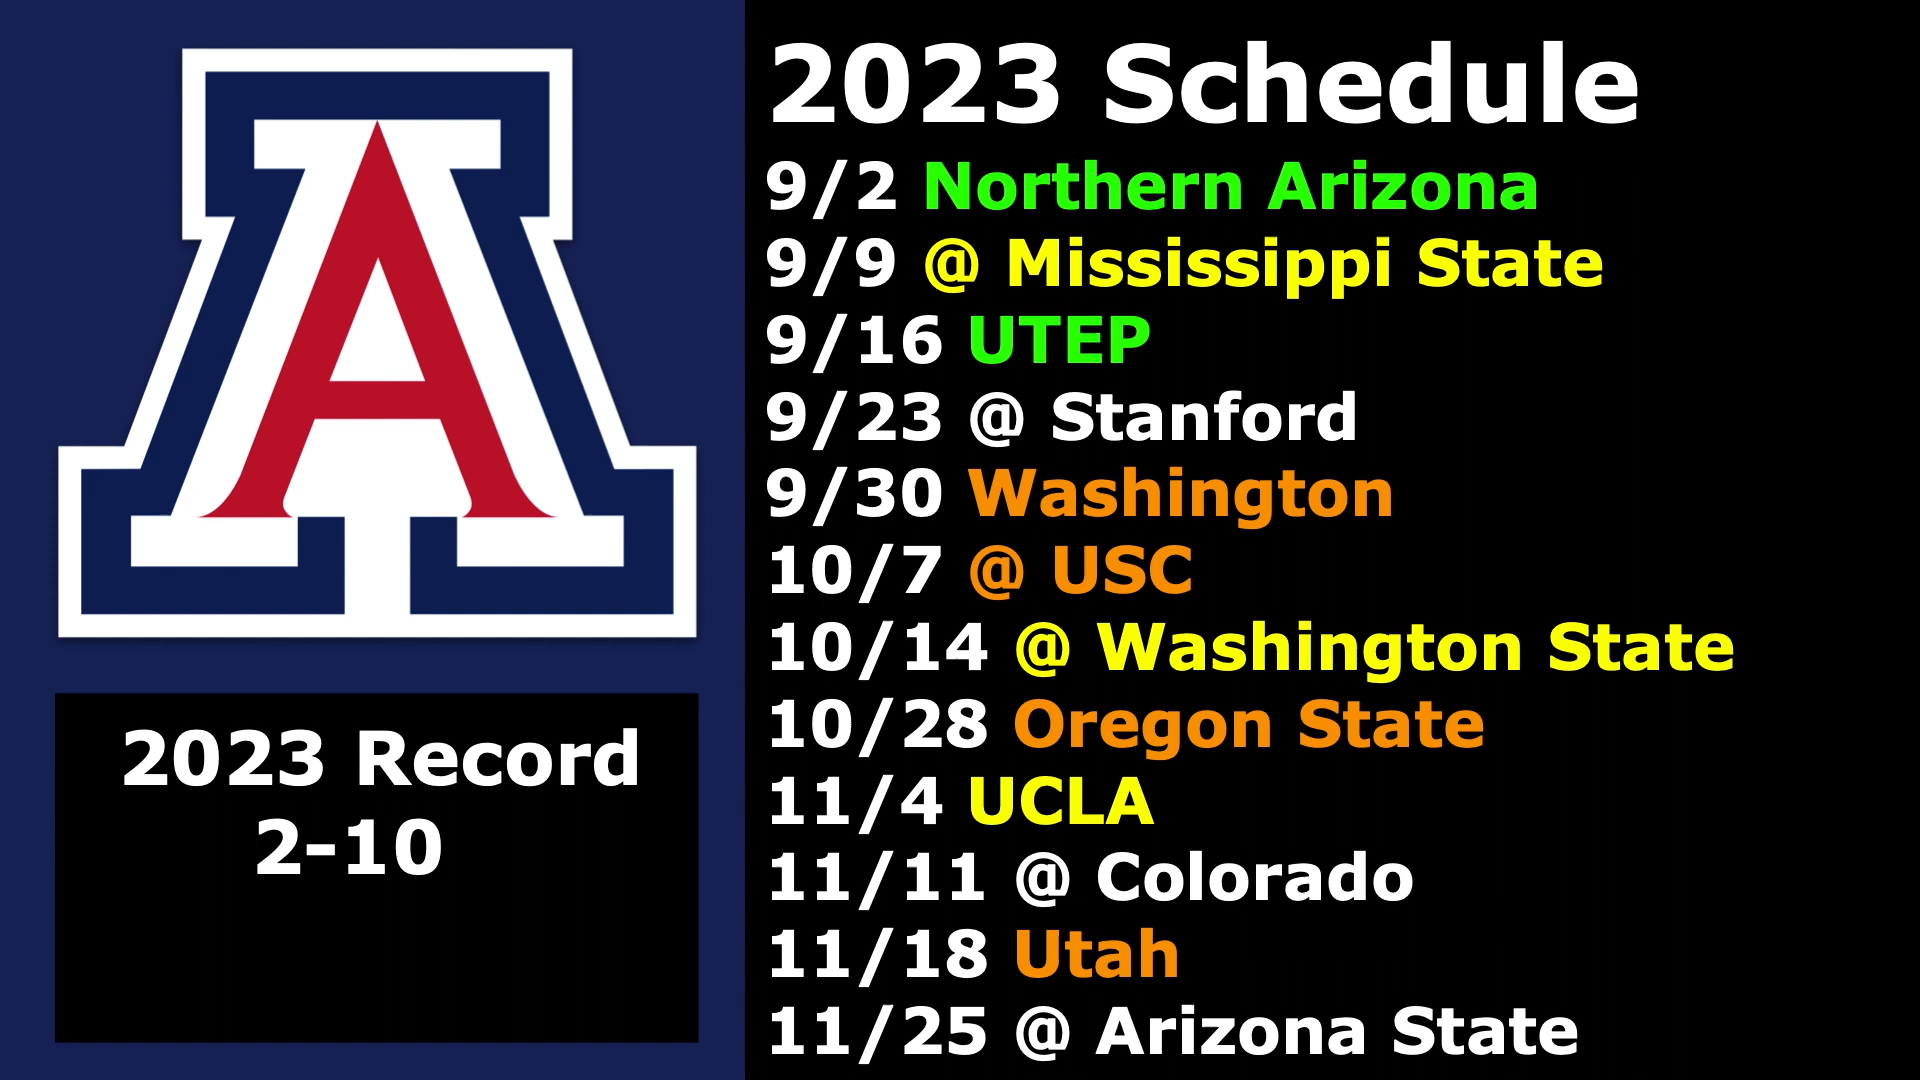 A
2023 Record
2-10
2023 Schedule
9/2 Northern Arizona
9/9 @ Mississippi State
9/16 UTEP
9/23 @ Stanford
9/30 Washington
10/7 @ USC
10/14 @ Washington State
10/28 Oregon State
11/4 UCLA
11/11 @ Colorado
11/18 Utah
11/25 @ Arizona State